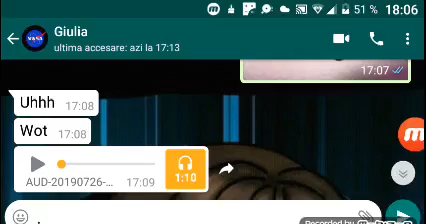 51 % 18:06
Giulia
ultima accesare: azi la 17:13
NASA
17:07
Uhhh 17:08
Wot 17:08
1:10
AUD-20190726-... 17:09
Recorded by